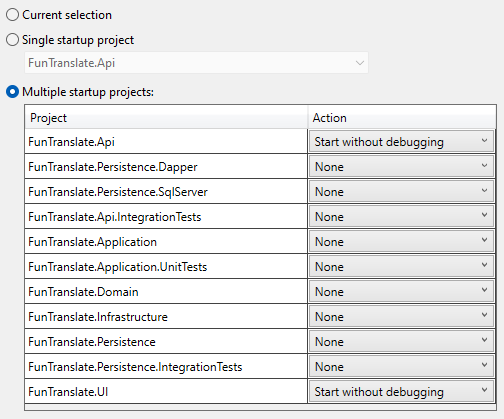 Current selection
Single startup project
FunTranslate.Api
Multiple startup projects:
Project Action
FunTranslate.Api Start without debugging
FunTranslate.Persistence.Dapper None
FunTranslate.Persistence.SqlServer None
FunTranslate.Api.IntegrationTests None
FunTranslate.Application None
FunTranslate.Application.UnitTests None
FunTranslate.Domain None
FunTranslate.Infrastructure None
FunTranslate.Persistence None
FunTranslate.Persistence.IntegrationTests None
FunTranslate.UI Start without debugging